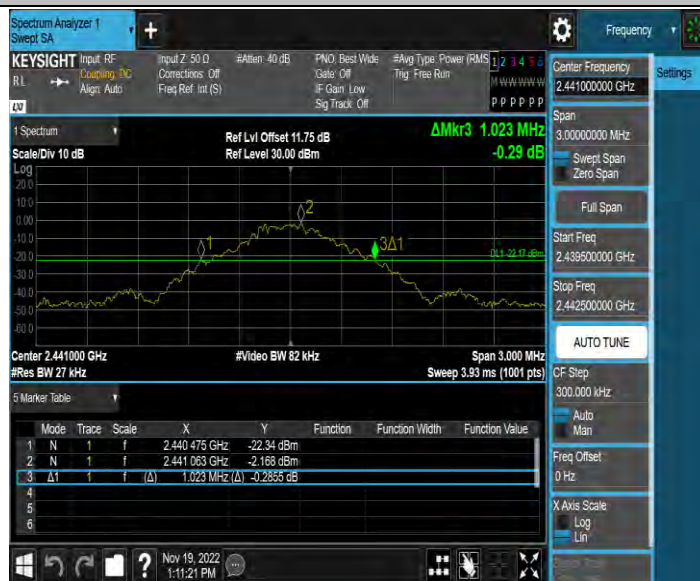 Spectrum Analyzer 1
Swept SA
+
Frequency
KEYSIGHT Input: RF
Coupling: DC
Align: Auto
RL
LXI
Input Z: 50 Ω
Corrections: Off
Freq Ref: Int (S)
#Atten: 40 dB
PNO: Best Wide
Gate: Off
IF Gain: Low
Sig Track: Off
#Avg Type: Power (RMS
Trig: Free Run
1 2 3 4 5 6
M W W W W W
P P P P P P
Center Frequency
2.441000000 GHz
Settings
Span
3.00000000 MHz
Swept Span
Zero Span
Full Span
Start Freq
2.439500000 GHz
Stop Freq
2.442500000 GHz
AUTO TUNE
CF Step
300.000 kHz
Auto
Man
Freq Offset
0 Hz
X Axis Scale
Log
Lin
1 Spectrum
Scale/Div 10 dB
Ref Lvl Offset 11.75 dB
Ref Level 30.00 dBm
ΔMkr3 1.023 MHz
-0.29 dB
Log
20.0
10.0
0.00
-10.0
-20.0
-30.0
-40.0
-50.0
-60.0
1
2
3Δ1
DL1 -22.17 dBm
Center 2.441000 GHz
#Video BW 82 kHz
Span 3.000 MHz
#Res BW 27 kHz
Sweep 3.93 ms (1001 pts)
5 Marker Table
Mode Trace Scale X Y Function Function Width Function Value
1 N 1 f 2.440 475 GHz -22.34 dBm
2 N 1 f 2.441 063 GHz -2.168 dBm
3 Δ1 1 f (Δ) 1.023 MHz (Δ) -0.2855 dB
4
5
6
?
Nov 19, 2022
1:11:21 PM